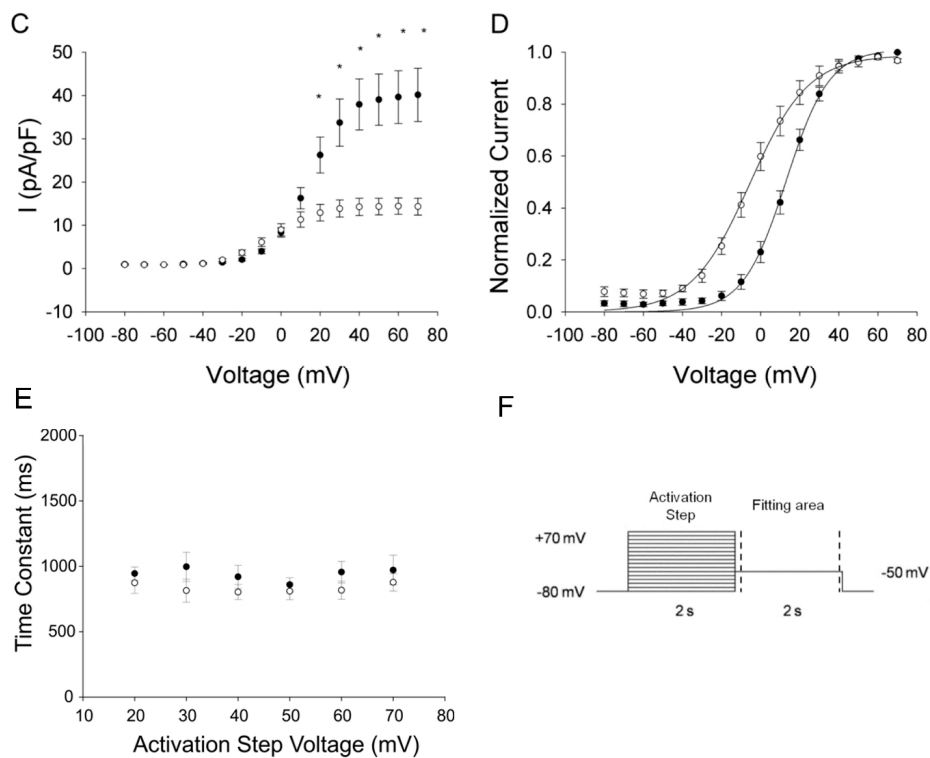 C
I (pA/pF)
50
40
30
20
10
0
-10
* * * * * *
-100 -80 -60 -40 -20 0 20 40 60 80
Voltage (mV)
D
Normalized Current
1.0
0.8
0.6
0.4
0.2
0.0
-100 -80 -60 -40 -20 0 20 40 60 80
Voltage (mV)
E
Time Constant (ms)
2000
1500
1000
500
0
10 20 30 40 50 60 70 80
Activation Step Voltage (mV)
F
Activation
Step
Fitting area
+70 mV
-50 mV
-80 mV
2 s 2 s